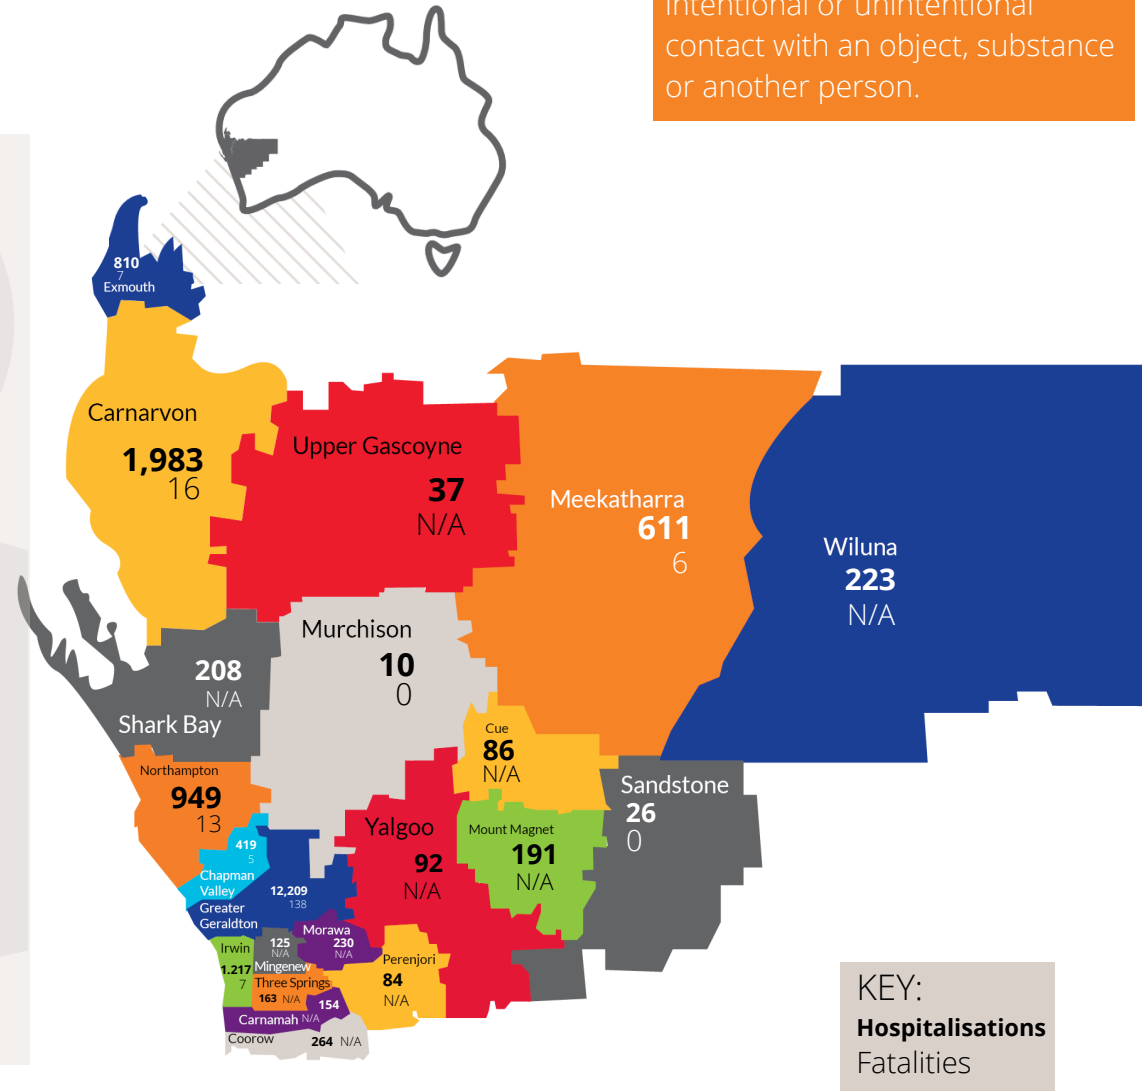 intentional or unintentional
contact with an object, substance
or another person.
810
7
Exmouth
Carnarvon
1,983
16
Upper Gascoyne
37
N/A
Meekatharra
611
6
Wiluna
223
N/A
Murchison
10
0
208
N/A
Shark Bay
Cue
86
N/A
Northampton
949
13
Sandstone
26
0
Yalgoo
92
N/A
Mount Magnet
191
N/A
419
5
Chapman
Valley
12,209
138
Greater
Geraldton
Morawa
230
N/A
Irwin
1.217
7
125
N/A
Mingenew
Three Springs
163 N/A
Perenjori
84
N/A
154
Carnamah N/A
Coorow
264 N/A
KEY:
Hospitalisations
Fatalities